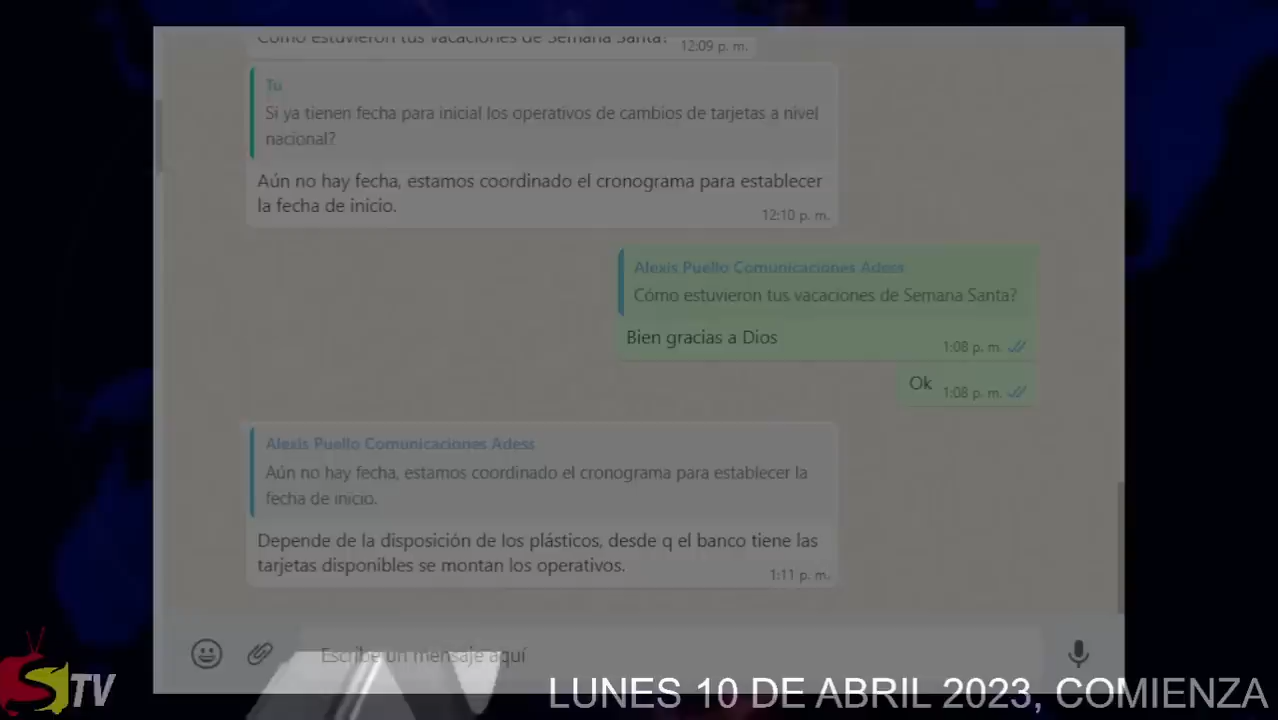 Cómo estuvieron tus vacaciones de Semana Santa?
12:09 p. m.
Tu
Si ya tienen fecha para inicial los operativos de cambios de tarjetas a nivel
nacional?
Aún no hay fecha, estamos coordinado el cronograma para establecer
la fecha de inicio.
12:10 p. m.
Alexis Puello Comunicaciones Adess
Cómo estuvieron tus vacaciones de Semana Santa?
Bien gracias a Dios
1:08 p. m.
Ok
1:08 p. m.
Alexis Puello Comunicaciones Adess
Aún no hay fecha, estamos coordinado el cronograma para establecer la
fecha de inicio.
Depende de la disposición de los plásticos, desde q el banco tiene las
tarjetas disponibles se montan los operativos.
1:11 p. m.
Escribe un mensaje aquí
STV
LUNES 10 DE ABRIL 2023, COMIENZA